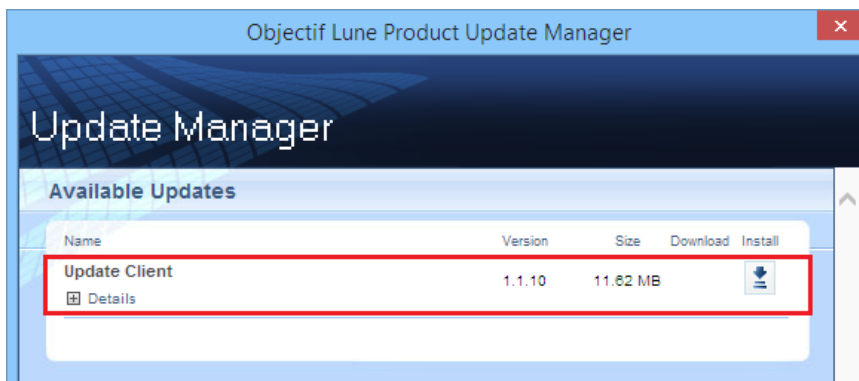 Objectif Lune Product Update Manager
Update Manager
Available Updates
Name Version Size Download Install
Update Client 1.1.10 11.62 MB
Details